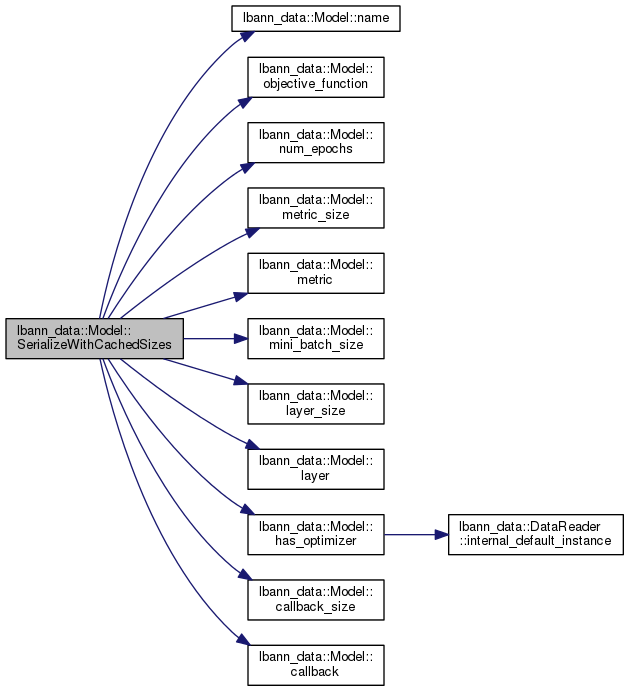 lbann_data::Model::name
lbann_data::Model::
objective_function
lbann_data::Model::
num_epochs
lbann_data::Model::
metric_size
lbann_data::Model::
metric
lbann_data::Model::
SerializeWithCachedSizes
lbann_data::Model::
mini_batch_size
lbann_data::Model::
layer_size
lbann_data::Model::
layer
lbann_data::Model::
has_optimizer
lbann_data::DataReader
::internal_default_instance
lbann_data::Model::
callback_size
lbann_data::Model::
callback